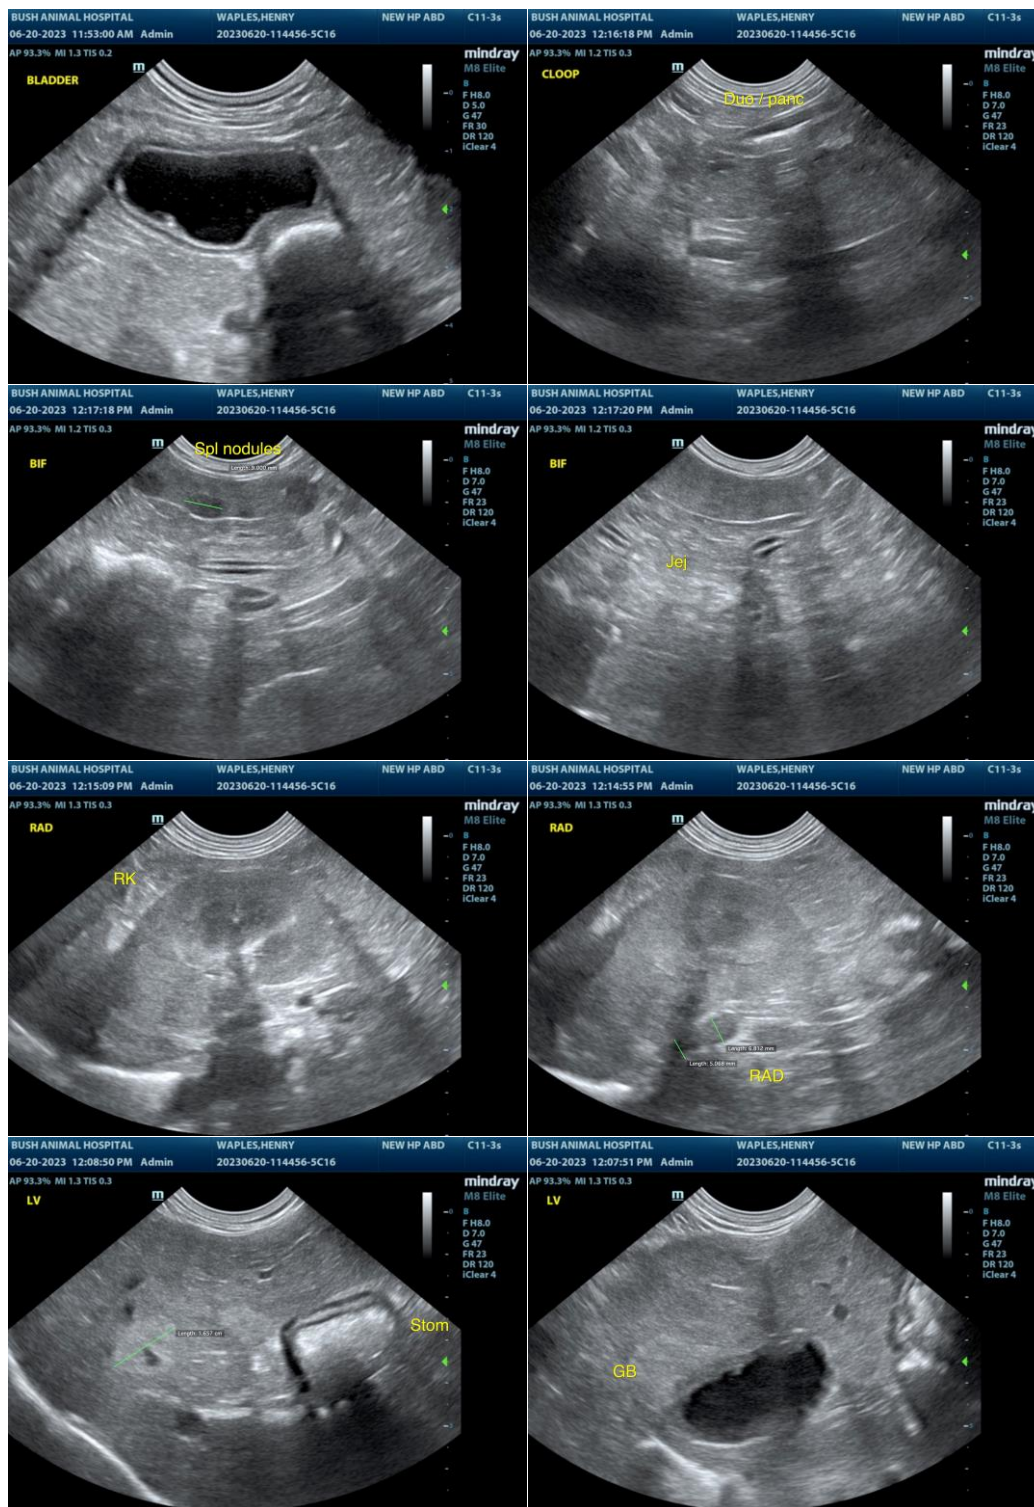 BUSH ANIMAL HOSPITAL WAPLES,HENRY NEW HP ABD C11-3s
06-20-2023 11:53:00 AM Admin 20230620-114456-5C16
AP 93.3% MI 1.3 TIS 0.2
mindray
M8 Elite
m
BLADDER
B
F H8.0
D 5.0
G 47
FR 30
DR 120
iClear 4
0
1
4
5
BUSH ANIMAL HOSPITAL WAPLES,HENRY NEW HP ABD C11-3s
06-20-2023 12:16:18 PM Admin 20230620-114456-5C16
AP 93.3% MI 1.2 TIS 0.3
mindray
M8 Elite
m
CLOOP
Duo / panc
B
F H8.0
D 7.0
G 47
FR 23
DR 120
iClear 4
0
5
BUSH ANIMAL HOSPITAL WAPLES,HENRY NEW HP ABD C11-3s
06-20-2023 12:17:18 PM Admin 20230620-114456-5C16
AP 93.3% MI 1.2 TIS 0.3
mindray
M8 Elite
m
BIF
Spl nodules
B
F H8.0
D 7.0
G 47
FR 23
DR 120
iClear 4
0
5
BUSH ANIMAL HOSPITAL WAPLES,HENRY NEW HP ABD C11-3s
06-20-2023 12:17:20 PM Admin 20230620-114456-5C16
AP 93.3% MI 1.2 TIS 0.3
mindray
M8 Elite
m
BIF
Jej
B
F H8.0
D 7.0
G 47
FR 23
DR 120
iClear 4
0
5
BUSH ANIMAL HOSPITAL WAPLES,HENRY NEW HP ABD C11-3s
06-20-2023 12:15:09 PM Admin 20230620-114456-5C16
AP 93.3% MI 1.3 TIS 0.3
mindray
M8 Elite
m
RAD
RK
B
F H8.0
D 7.0
G 47
FR 23
DR 120
iClear 4
0
5
BUSH ANIMAL HOSPITAL WAPLES,HENRY NEW HP ABD C11-3s
06-20-2023 12:14:55 PM Admin 20230620-114456-5C16
AP 93.3% MI 1.3 TIS 0.3
mindray
M8 Elite
m
RAD
B
F H8.0
D 7.0
G 47
FR 23
DR 120
iClear 4
0
RAD
5
BUSH ANIMAL HOSPITAL WAPLES,HENRY NEW HP ABD C11-3s
06-20-2023 12:08:50 PM Admin 20230620-114456-5C16
AP 93.3% MI 1.3 TIS 0.3
mindray
M8 Elite
m
LV
B
F H8.0
D 7.0
G 47
FR 23
DR 120
iClear 4
0
Stom
5
BUSH ANIMAL HOSPITAL WAPLES,HENRY NEW HP ABD C11-3s
06-20-2023 12:07:51 PM Admin 20230620-114456-5C16
AP 93.3% MI 1.3 TIS 0.3
mindray
M8 Elite
m
LV
B
F H8.0
D 7.0
G 47
FR 23
DR 120
iClear 4
0
GB
5